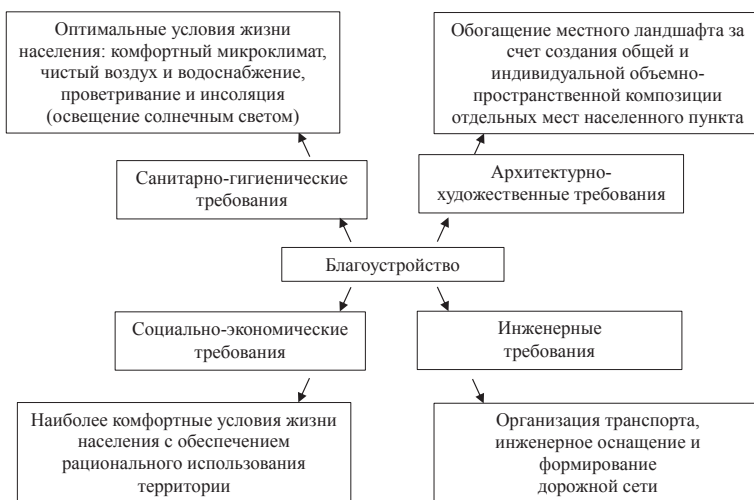 Оптимальные условия жизни
населения: комфортный микроклимат,
чистый воздух и водоснабжение,
проветривание и инсоляция
(освещение солнечным светом)
Обогащение местного ландшафта за
счет создания общей и
индивидуальной объемно-
пространственной композиции
отдельных мест населенного пункта
Санитарно-гигиенические
требования
Архитектурно-
художественные требования
Благоустройство
Социально-экономические
требования
Инженерные
требования
Наиболее комфортные условия жизни
населения с обеспечением
рационального использования
территории
Организация транспорта,
инженерное оснащение и
формирование
дорожной сети